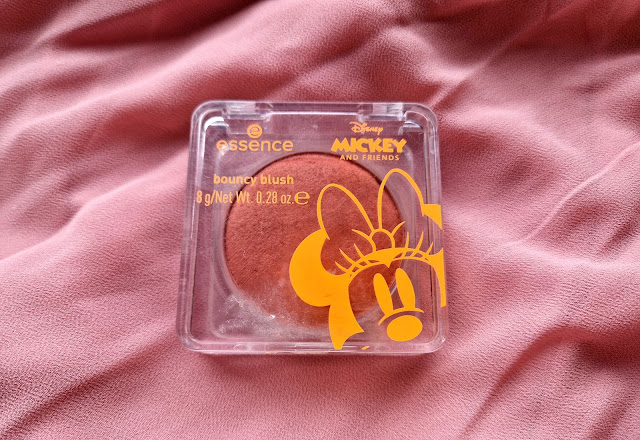 essence
Disney
MICKEY
AND FRIENDS
bouncy blush
8 g/Net Wt. 0.28 oz. ℮